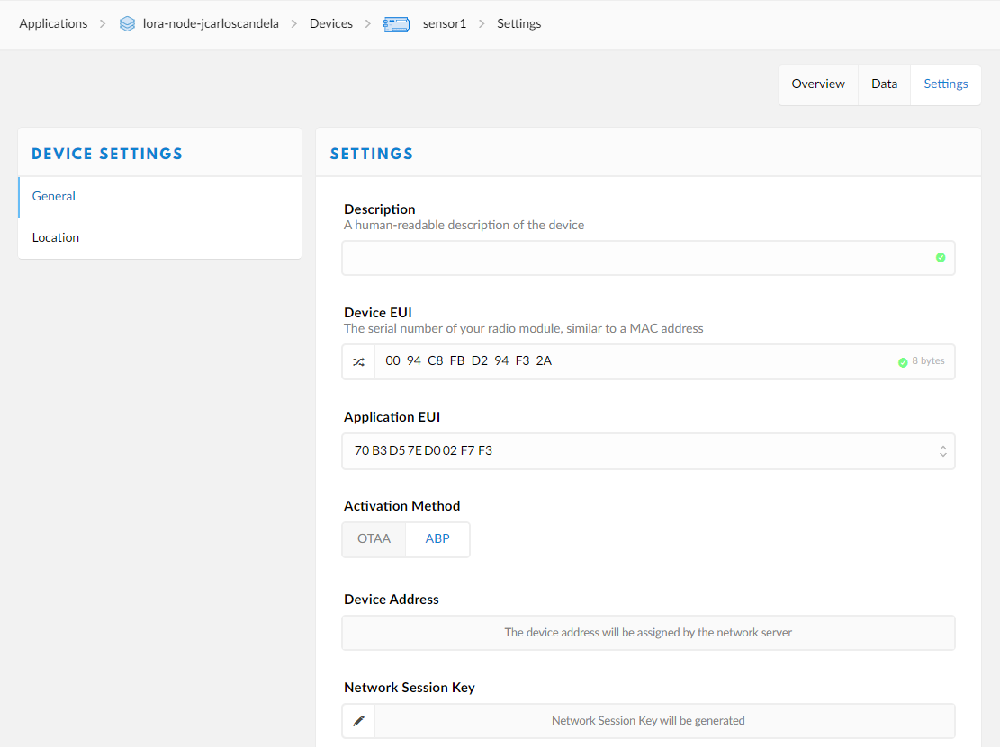 Applications > lora-node-jcarloscandela > Devices > sensor1 > Settings
Overview Data Settings
DEVICE SETTINGS
General
Location
SETTINGS
Description
A human-readable description of the device
Device EUI
The serial number of your radio module, similar to a MAC address
00 94 C8 FB D2 94 F3 2A 8 bytes
Application EUI
70 B3 D5 7E D0 02 F7 F3
Activation Method
OTAA ABP
Device Address
The device address will be assigned by the network server
Network Session Key
Network Session Key will be generated